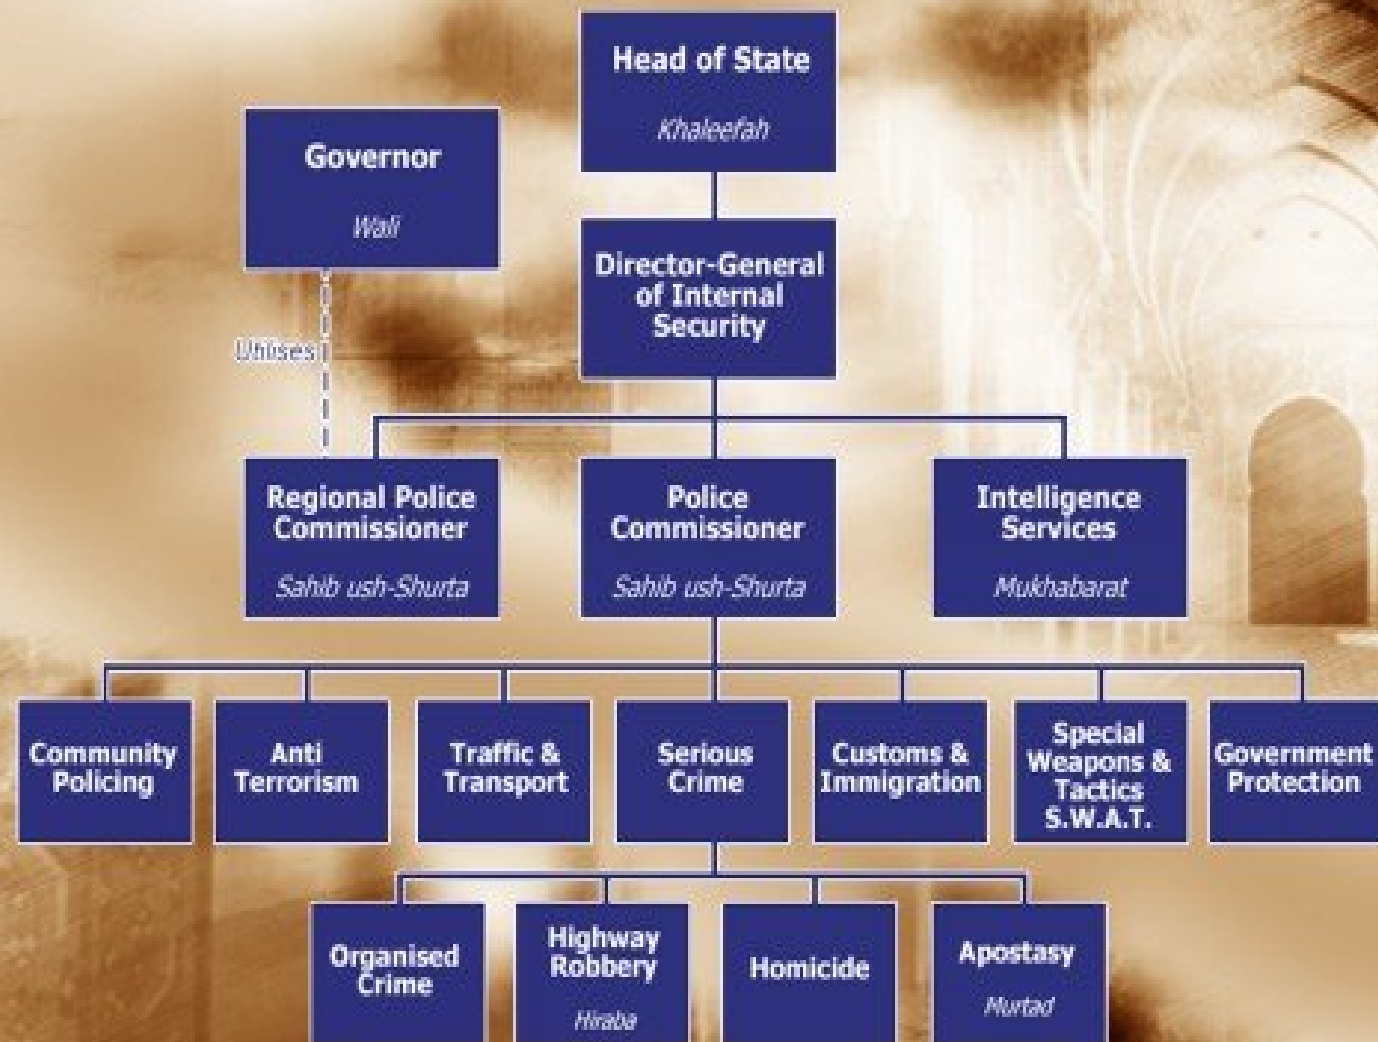 Head of State
Khaleefah
Governor
Wali
Director-General
of Internal
Security
Utilises
Regional Police
Commissioner
Sahib ush-Shurta
Police
Commissioner
Sahib ush-Shurta
Intelligence
Services
Mukhabarat
Community
Policing
Anti
Terrorism
Traffic &
Transport
Serious
Crime
Customs &
Immigration
Special
Weapons &
Tactics
S.W.A.T.
Government
Protection
Organised
Crime
Highway
Robbery
Hiraba
Homicide
Apostasy
Murtad